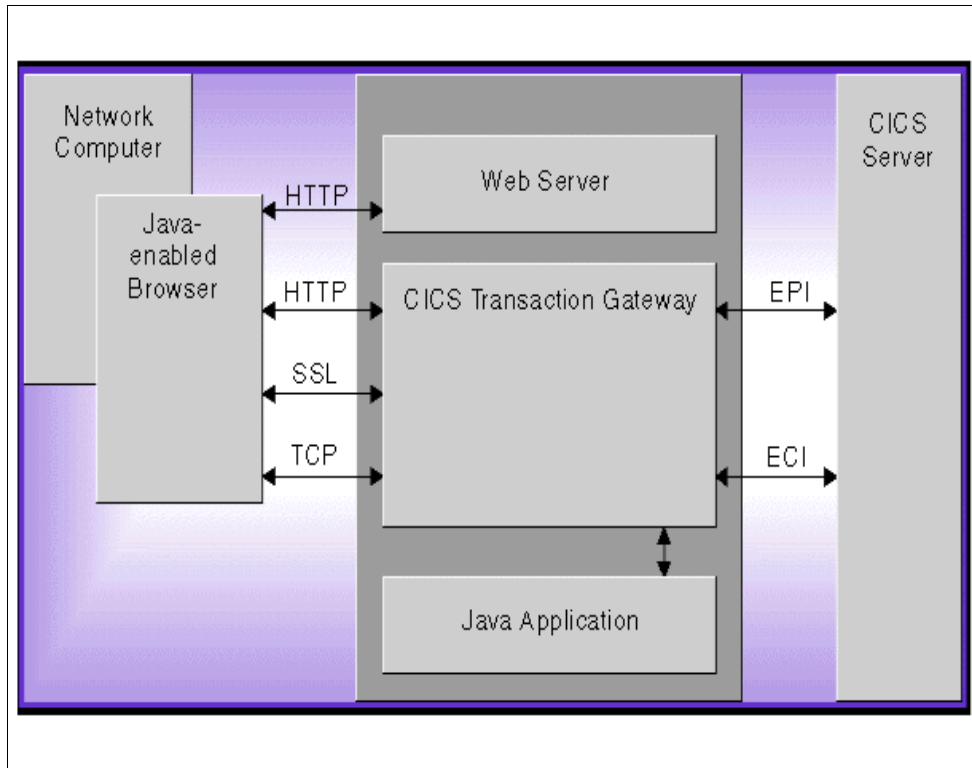 Network
Computer
Java-
enabled
Browser
HTTP
HTTP
SSL
TCP
Web Server
CICS Transaction Gateway
Java Application
EPI
ECI
CICS
Server